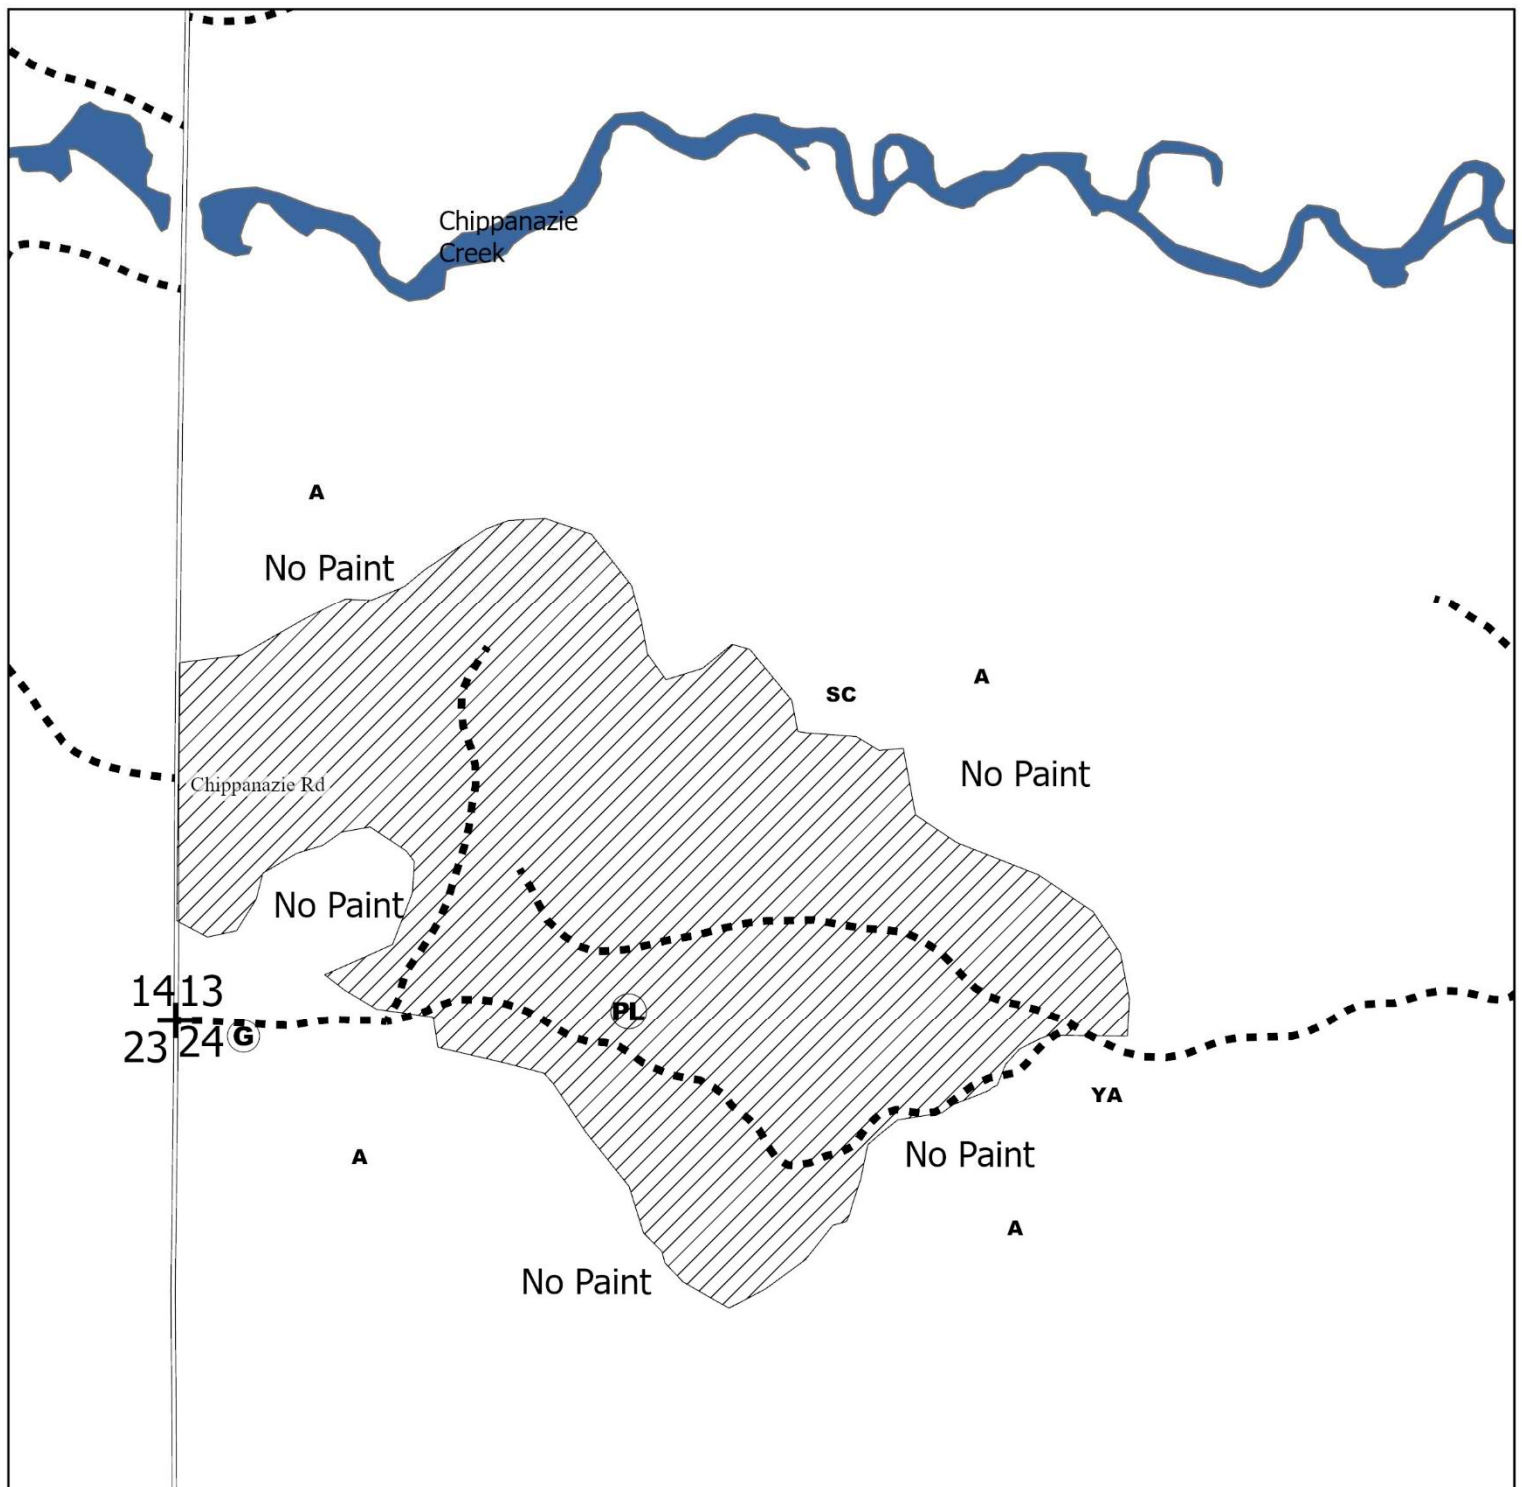 Chippanazie
Creek
A
No Paint
A
SC
No Paint
Chippanazie Rd
No Paint
14 13
PL
23 24 G
YA
No Paint
A
A
No Paint